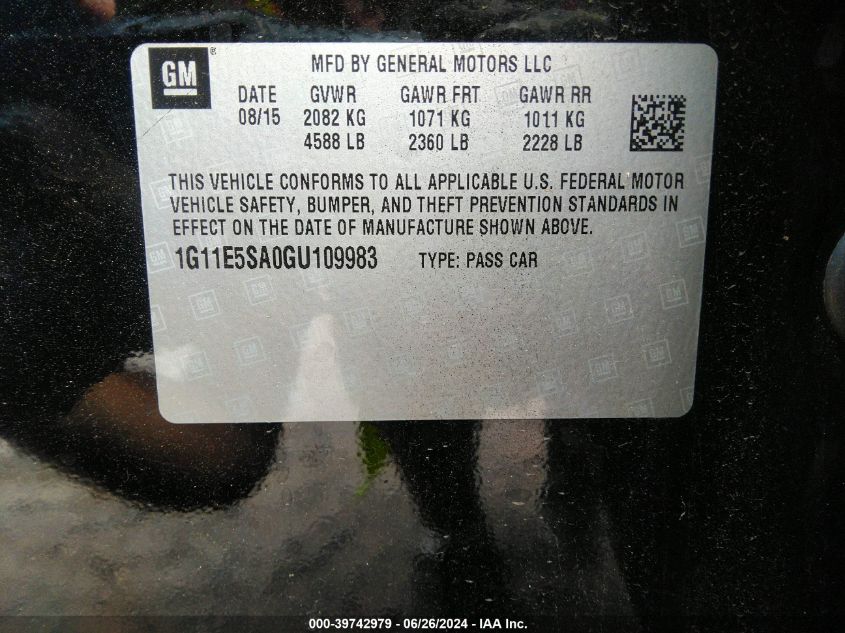 GM ®
MFD BY GENERAL MOTORS LLC
DATE GVWR GAWR FRT GAWR RR
08/15 2082 KG 1071 KG 1011 KG
4588 LB 2360 LB 2228 LB
THIS VEHICLE CONFORMS TO ALL APPLICABLE U.S. FEDERAL MOTOR
VEHICLE SAFETY, BUMPER, AND THEFT PREVENTION STANDARDS IN
EFFECT ON THE DATE OF MANUFACTURE SHOWN ABOVE.
1G11E5SA0GU109983 TYPE: PASS CAR
000-39742979 - 06/26/2024 - IAA Inc.